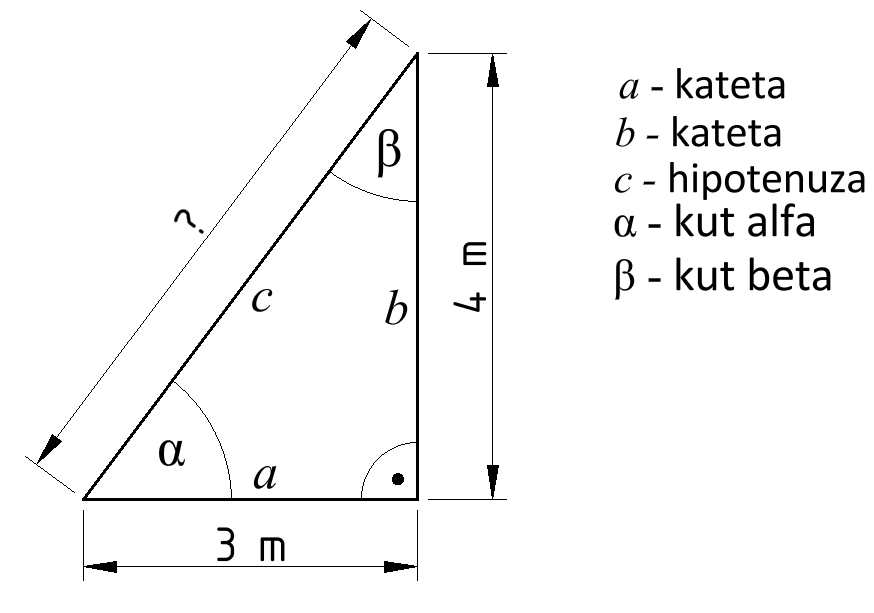 ?
β
c
b
4 m
α
a
3 m
a - kateta
b - kateta
c - hipotenuza
α - kut alfa
β - kut beta